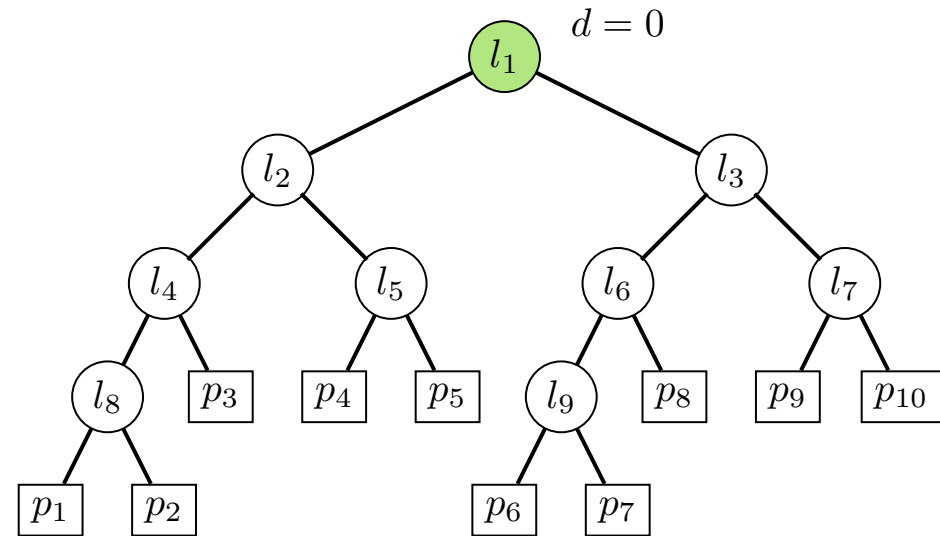 d = 0
l₁
l₂ l₃
l₄ l₅ l₆ l₇
l₈ p₃ p₄ p₅ l₉ p₈ p₉ p₁₀
p₁ p₂ p₆ p₇